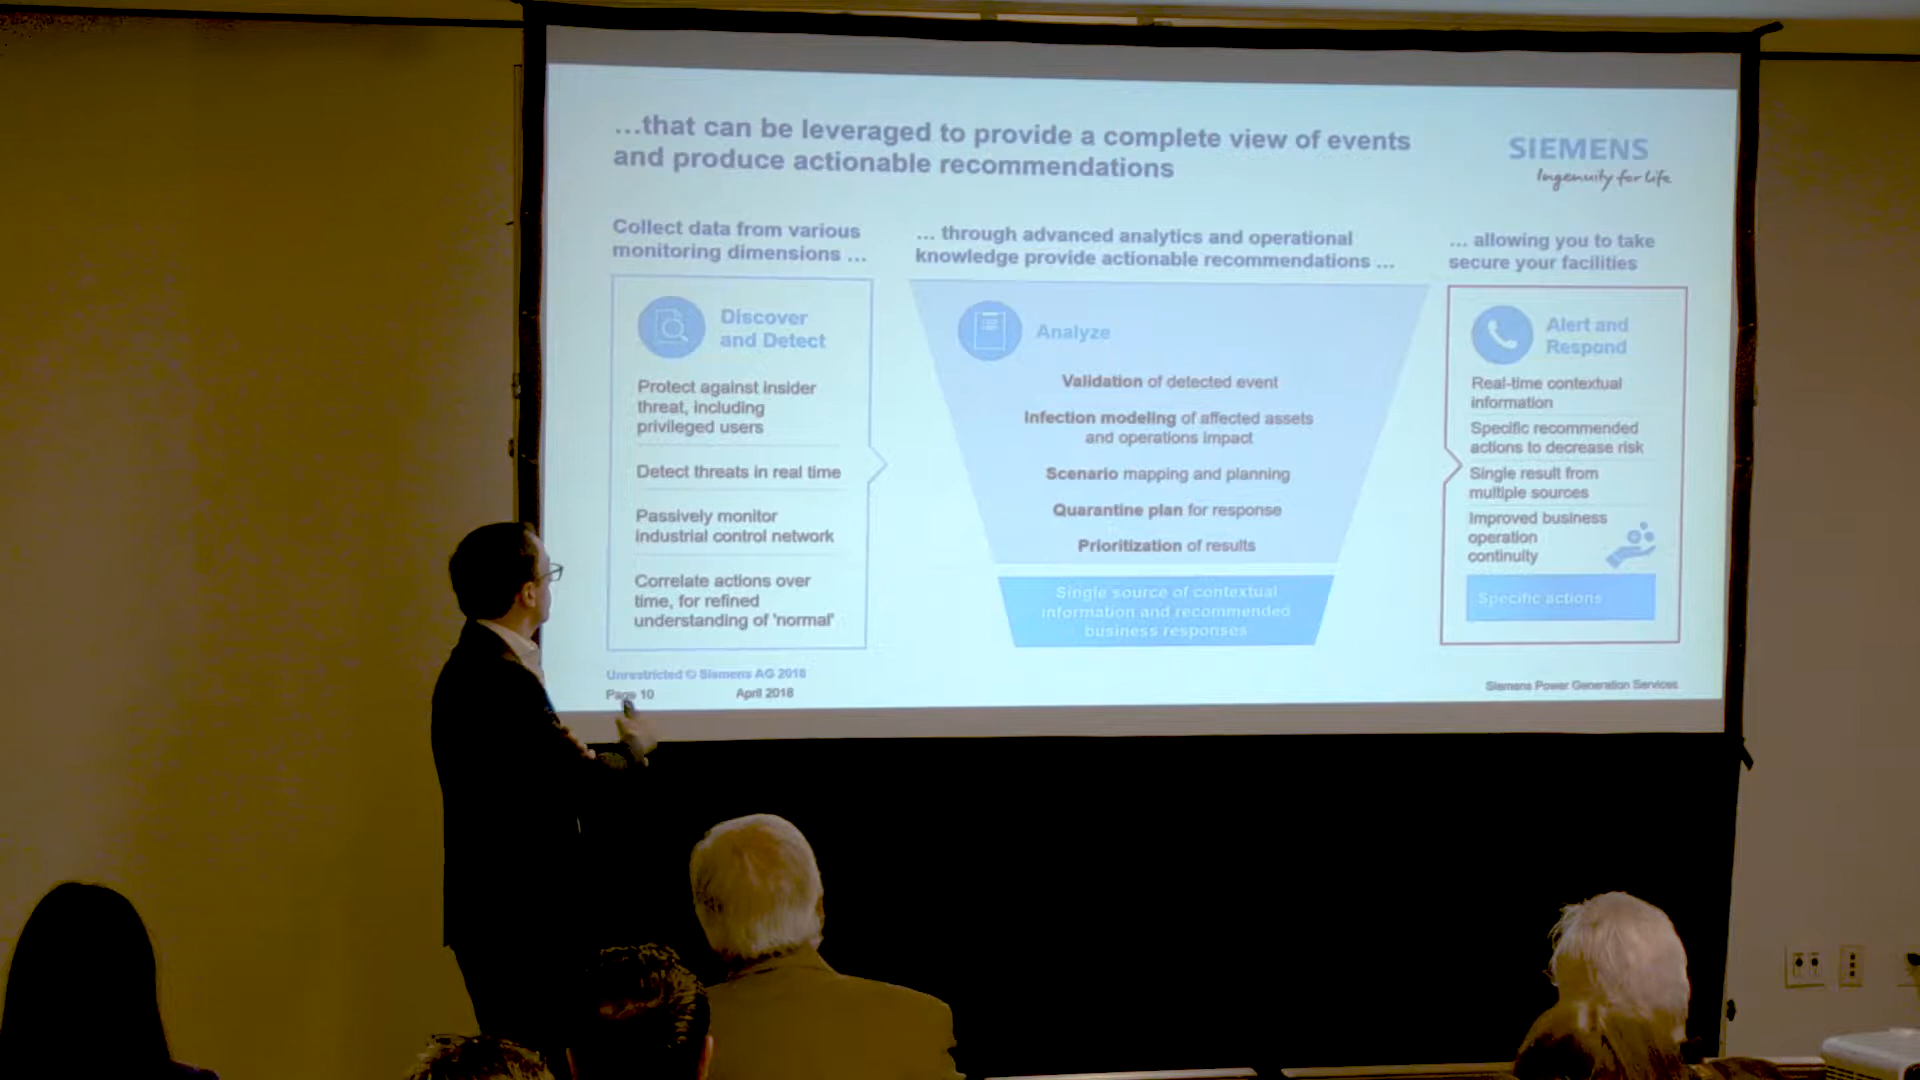 ...that can be leveraged to provide a complete view of events
and produce actionable recommendations
SIEMENS
Ingenuity for life
Collect data from various
monitoring dimensions ...
Discover
and Detect
Protect against insider
threat, including
privileged users
Detect threats in real time
Passively monitor
industrial control network
Correlate actions over
time, for refined
understanding of 'normal'
... through advanced analytics and operational
knowledge provide actionable recommendations ...
Analyze
Validation of detected event
Infection modeling of affected assets
and operations impact
Scenario mapping and planning
Quarantine plan for response
Prioritization of results
Single source of contextual
information and recommended
business responses
... allowing you to take
secure your facilities
Alert and
Respond
Real-time contextual
information
Specific recommended
actions to decrease risk
Single result from
multiple sources
Improved business
operation
continuity
Specific actions
Unrestricted © Siemens AG 2018
Page 10 April 2018
Siemens Power Generation Services